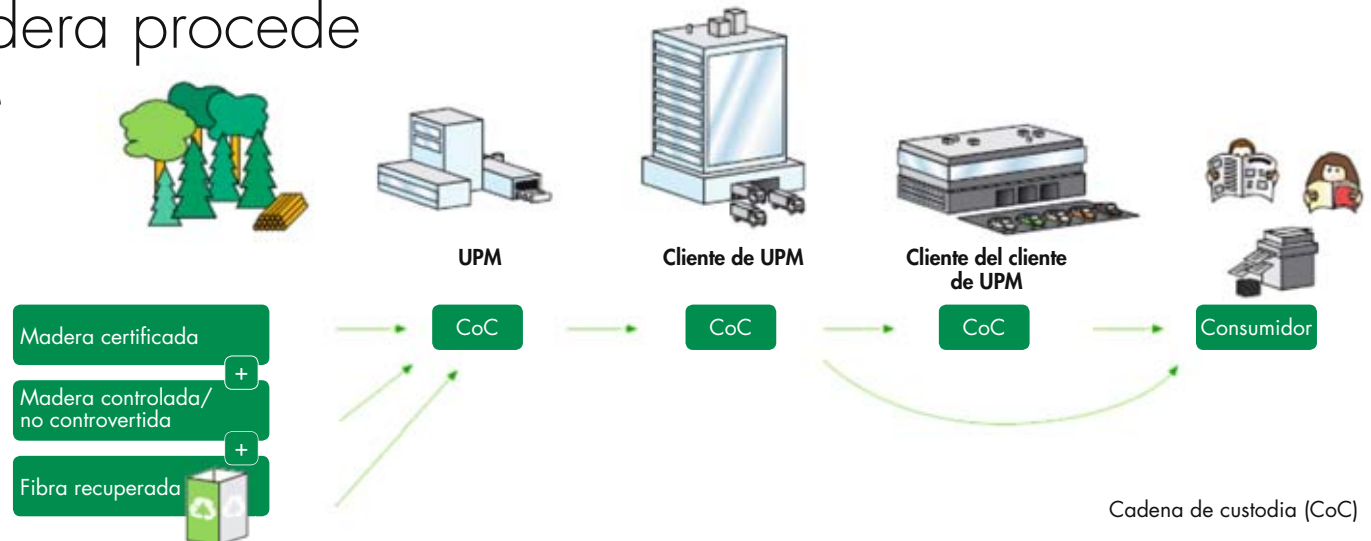 procede
UPM
Cliente de UPM
Cliente del cliente
de UPM
Madera certificada
CoC
CoC
CoC
Consumidor
+
Madera controlada/
no controvertida
+
Fibra recuperada
Cadena de custodia (CoC)